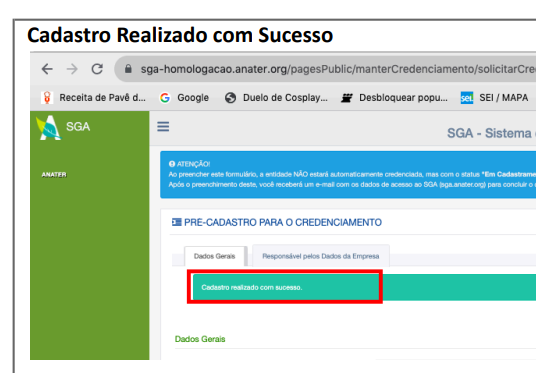 Cadastro Realizado com Sucesso
sga-homologacao.anater.org/pagesPublic/manterCredenciamento/solicitarCre
Receita de Pavê d... Google Duelo de Cosplay... Desbloquear popu... sei! SEI / MAPA
SGA
SGA - Sistema
ANATER
ATENÇÃO!
Ao preencher este formulário, a entidade NÃO estará automaticamente credenciada, mas com o status "Em Cadastrame
Após o preenchimento deste, você receberá um e-mail com os dados de acesso ao SGA (sga.anater.org) para concluir o
PRÉ-CADASTRO PARA O CREDENCIAMENTO
Dados Gerais Responsável pelos Dados da Empresa
Cadastro realizado com sucesso.
Dados Gerais